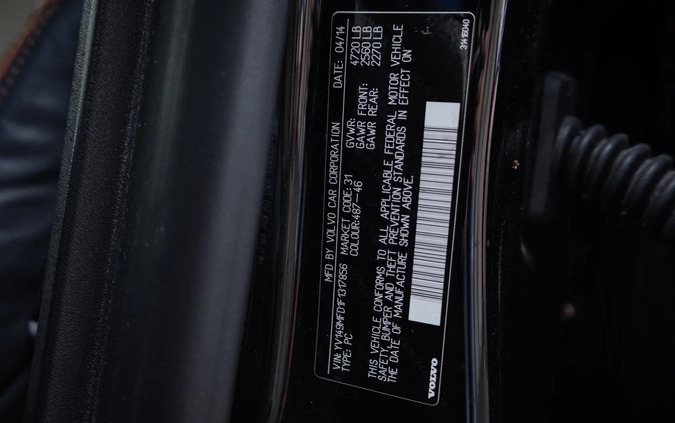 MFD BY VOLVO CAR CORPORATION DATE: 04/14
VIN: YV149MFD1F1317856 GVWR: 4720 LB
TYPE: PC MARKET CODE: 31 GAWR FRONT: 2560 LB
COLOUR:487-46 GAWR REAR: 2270 LB
THIS VEHICLE CONFORMS TO ALL APPLICABLE FEDERAL MOTOR VEHICLE
SAFETY, BUMPER AND THEFT PREVENTION STANDARDS IN EFFECT ON
THE DATE OF MANUFACTURE SHOWN ABOVE.
VOLVO
31418040